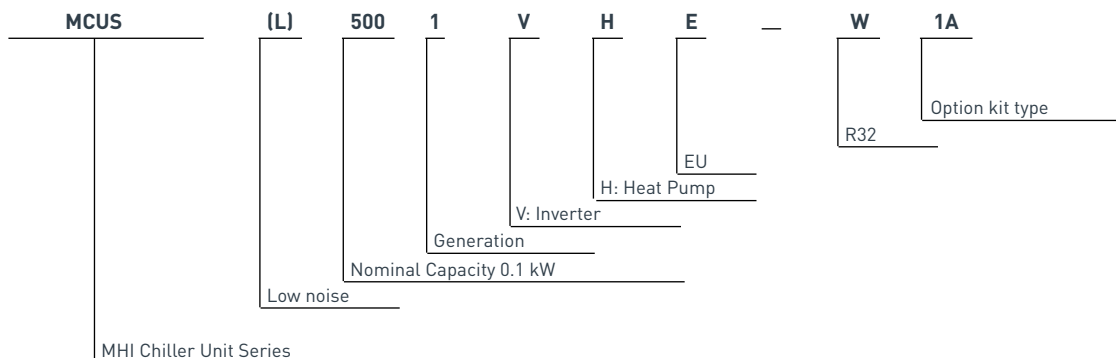 MCUS (L) 500 1 V H E — W 1A
Option kit type
R32
EU
H: Heat Pump
V: Inverter
Generation
Nominal Capacity 0.1 kW
Low noise
MHI Chiller Unit Series